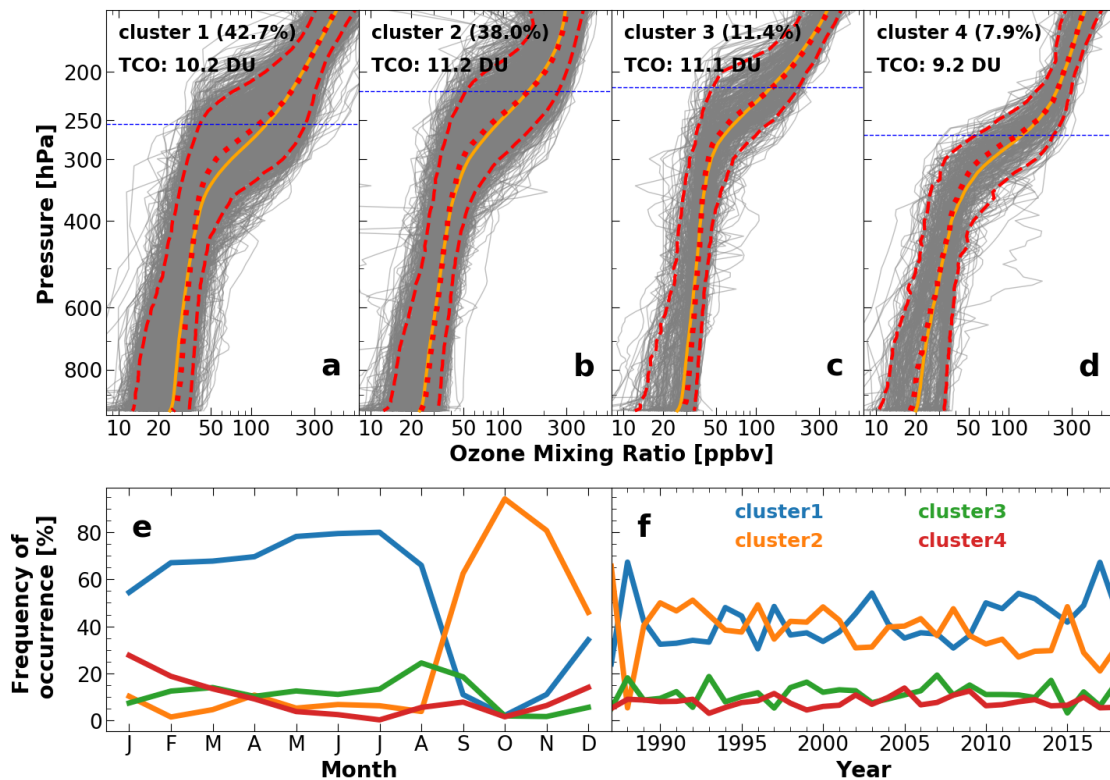 cluster 1 (42.7%)
TCO: 10.2 DU
cluster 2 (38.0%)
TCO: 11.2 DU
cluster 3 (11.4%)
TCO: 11.1 DU
cluster 4 (7.9%)
TCO: 9.2 DU
200
250
300
400
600
800
Pressure [hPa]
a
b
c
d
10 20 50 100 300
10 20 50 100 300
10 20 50 100 300
10 20 50 100 300
Ozone Mixing Ratio [ppbv]
e
80
60
40
20
0
Frequency of
occurrence [%]
J F M A M J J A S O N D
Month
f
cluster1
cluster2
cluster3
cluster4
1990 1995 2000 2005 2010 2015
Year